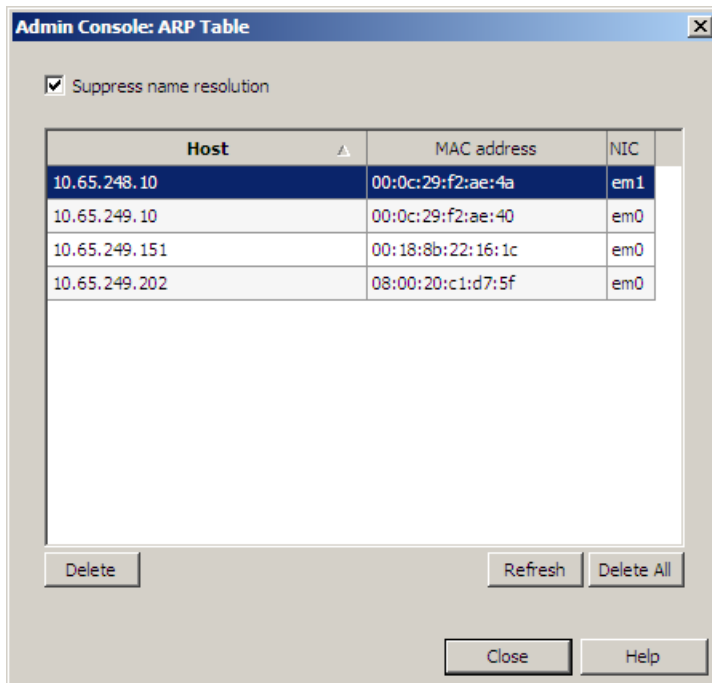 Admin Console: ARP Table
Suppress name resolution
Host MAC address NIC
10.65.248.10 00:0c:29:f2:ae:4a em1
10.65.249.10 00:0c:29:f2:ae:40 em0
10.65.249.151 00:18:8b:22:16:1c em0
10.65.249.202 08:00:20:c1:d7:5f em0
Delete Refresh Delete All
Close Help